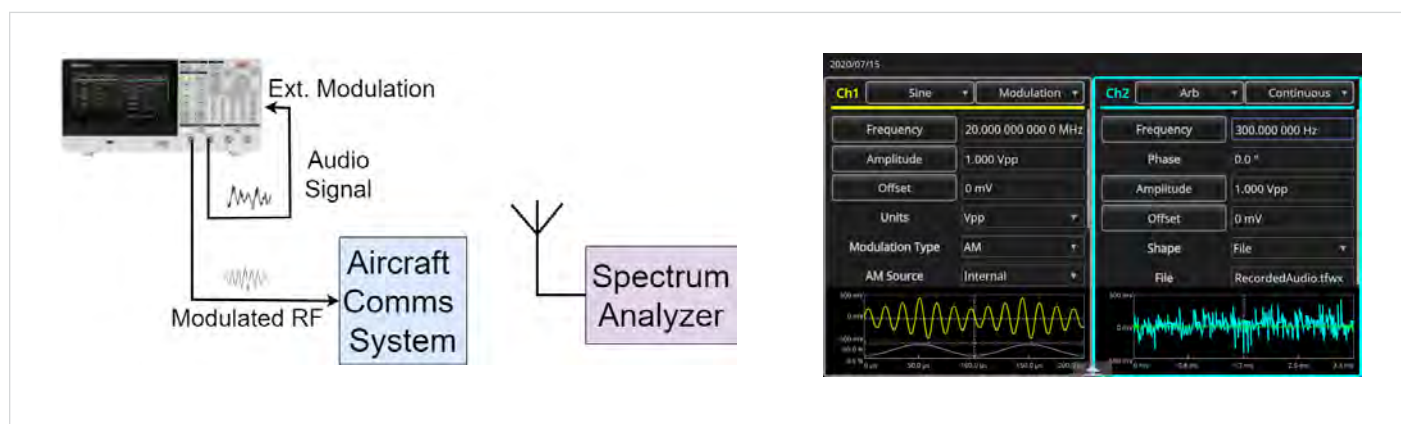 Ext. Modulation
Audio
Signal
Modulated RF
Aircraft
Comms
System
Spectrum
Analyzer
2020/07/15
Ch1 Sine Modulation
Frequency 20.000 000 000 0 MHz
Amplitude 1.000 Vpp
Offset 0 mV
Units Vpp
Modulation Type AM
AM Source Internal
Ch2 Arb Continuous
Frequency 300.000 000 Hz
Phase 0.0 °
Amplitude 1.000 Vpp
Offset 0 mV
Shape File
File RecordedAudio.tfwx